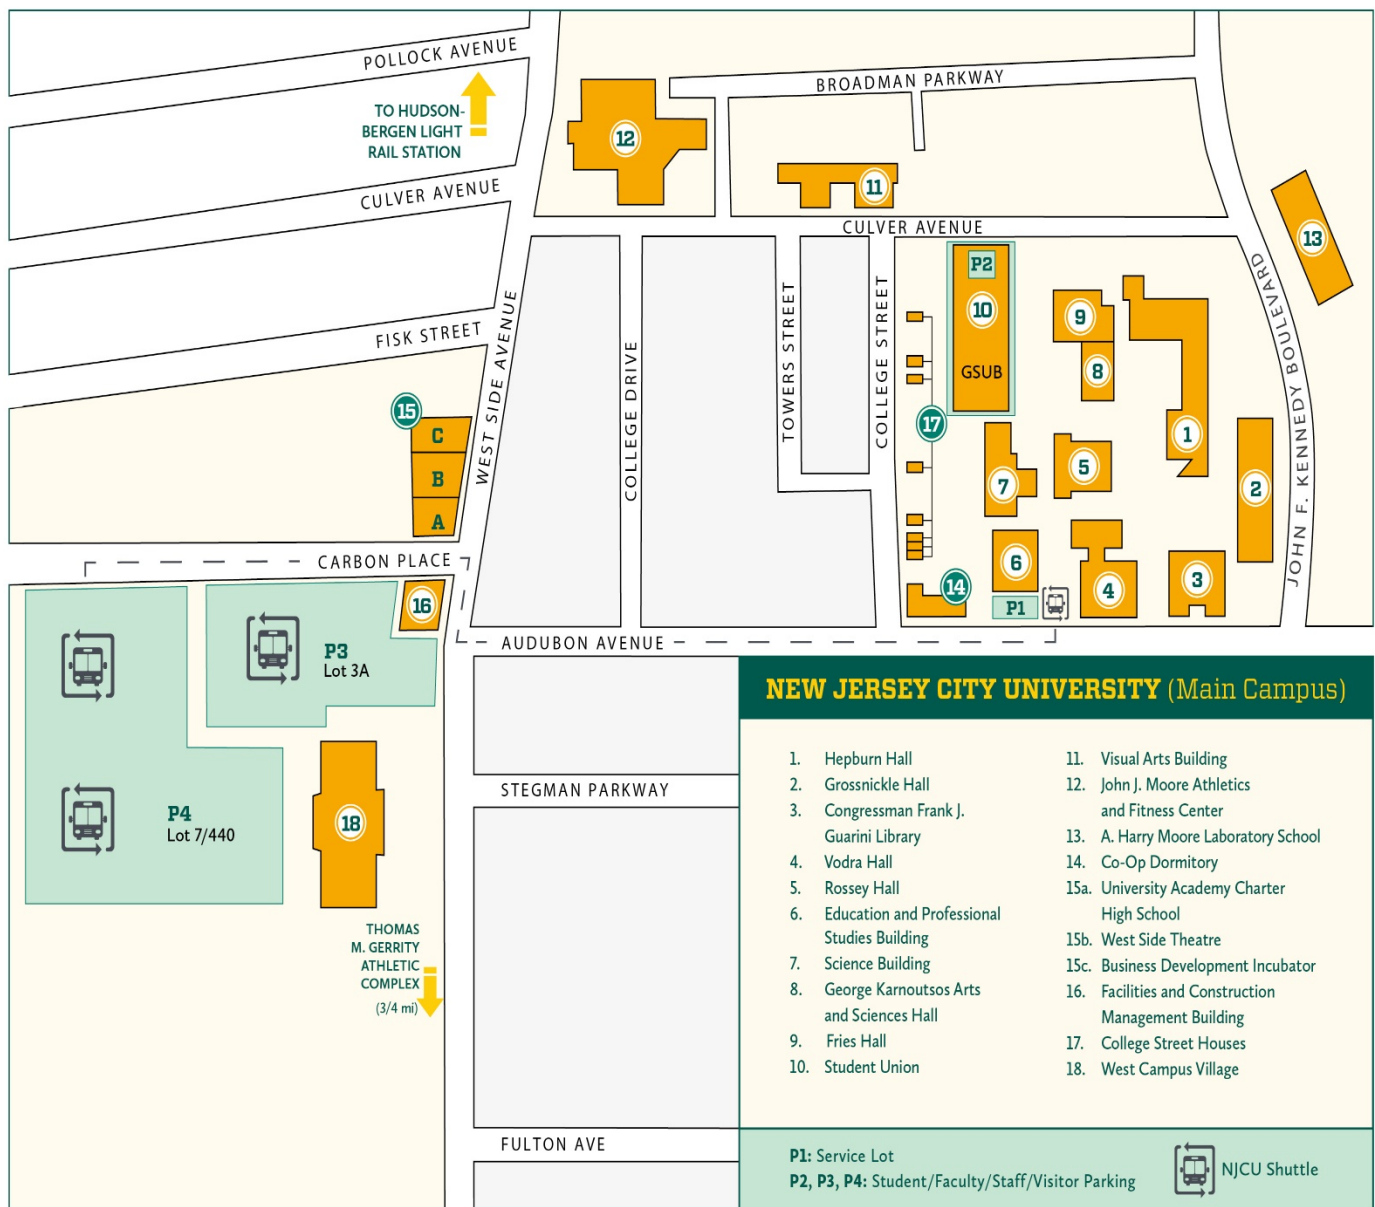 POLLOCK AVENUE
TO HUDSON-
BERGEN LIGHT
RAIL STATION
BROADMAN PARKWAY
12
11
CULVER AVENUE
CULVER AVENUE
13
P2
10
GSUB
9
8
1
2
JOHN F. KENNEDY BOULEVARD
FISK STREET
WEST SIDE AVENUE
COLLEGE DRIVE
TOWERS STREET
COLLEGE STREET
15
C
B
A
17
7
5
6
14
P1
4
3
CARBON PLACE
16
AUDUBON AVENUE
P3
Lot 3A
P4
Lot 7/440
18
THOMAS
M. GERRITY
ATHLETIC
COMPLEX
(3/4 mi)
STEGMAN PARKWAY
FULTON AVE
NEW JERSEY CITY UNIVERSITY (Main Campus)
1. Hepburn Hall
2. Grossnickle Hall
3. Congressman Frank J.
Guarini Library
4. Vodra Hall
5. Rossey Hall
6. Education and Professional
Studies Building
7. Science Building
8. George Karnoutsos Arts
and Sciences Hall
9. Fries Hall
10. Student Union
11. Visual Arts Building
12. John J. Moore Athletics
and Fitness Center
13. A. Harry Moore Laboratory School
14. Co-Op Dormitory
15a. University Academy Charter
High School
15b. West Side Theatre
15c. Business Development Incubator
16. Facilities and Construction
Management Building
17. College Street Houses
18. West Campus Village
P1: Service Lot
P2, P3, P4: Student/Faculty/Staff/Visitor Parking
NJCU Shuttle